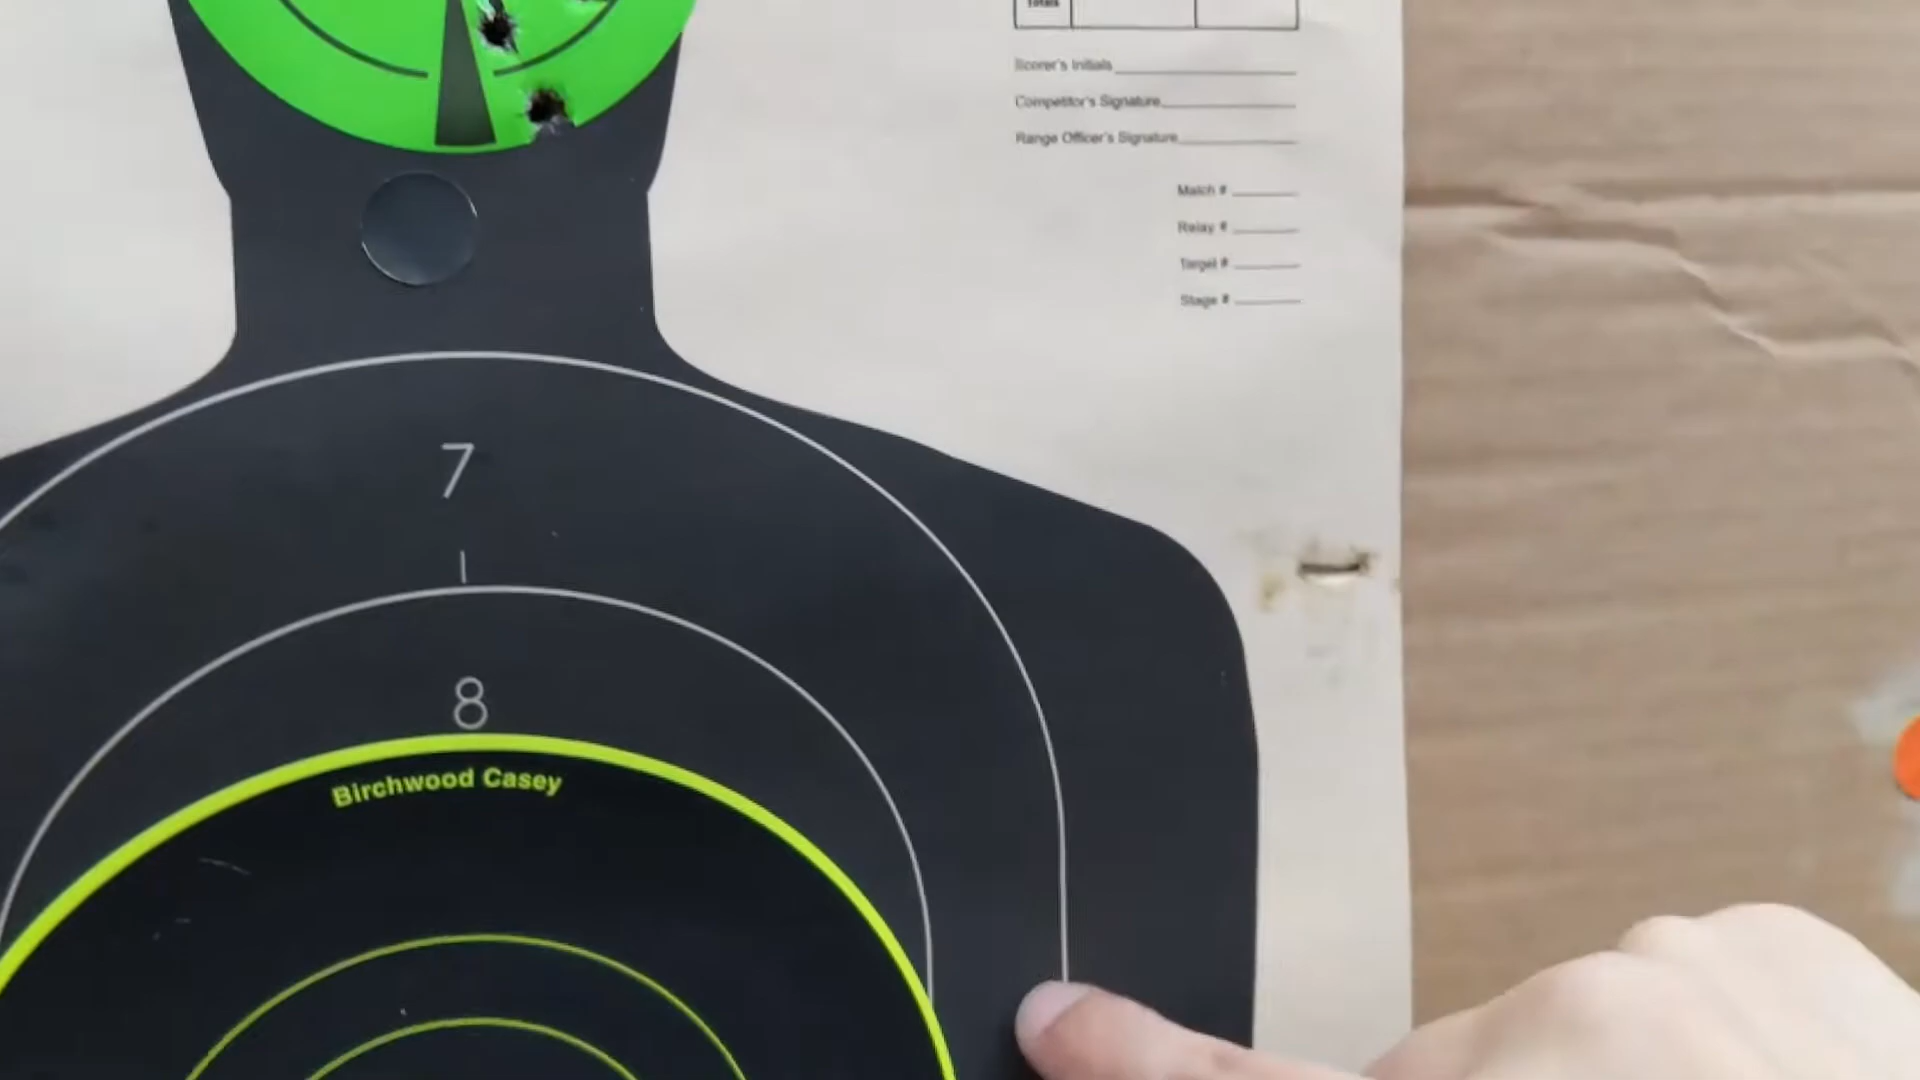 Totals
Scorer's Initials
Competitor's Signature
Range Officer's Signature
Match #
Relay #
Target #
Stage #
7
8
Birchwood Casey